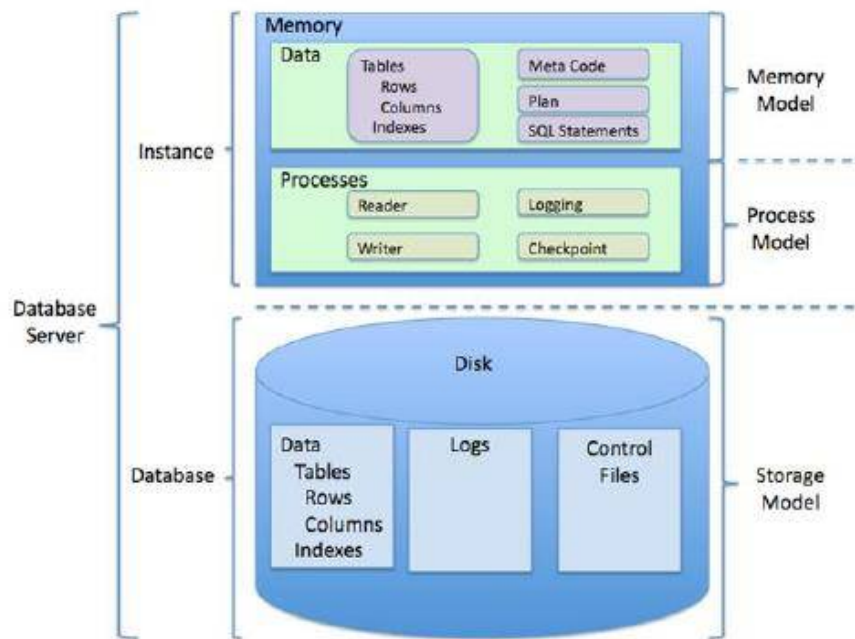 Memory
Data
Tables
Rows
Columns
Indexes
Meta Code
Plan
SQL Statements
Memory
Model
Instance
Processes
Reader
Logging
Writer
Checkpoint
Process
Model
Database
Server
Disk
Database
Data
Tables
Rows
Columns
Indexes
Logs
Control
Files
Storage
Model